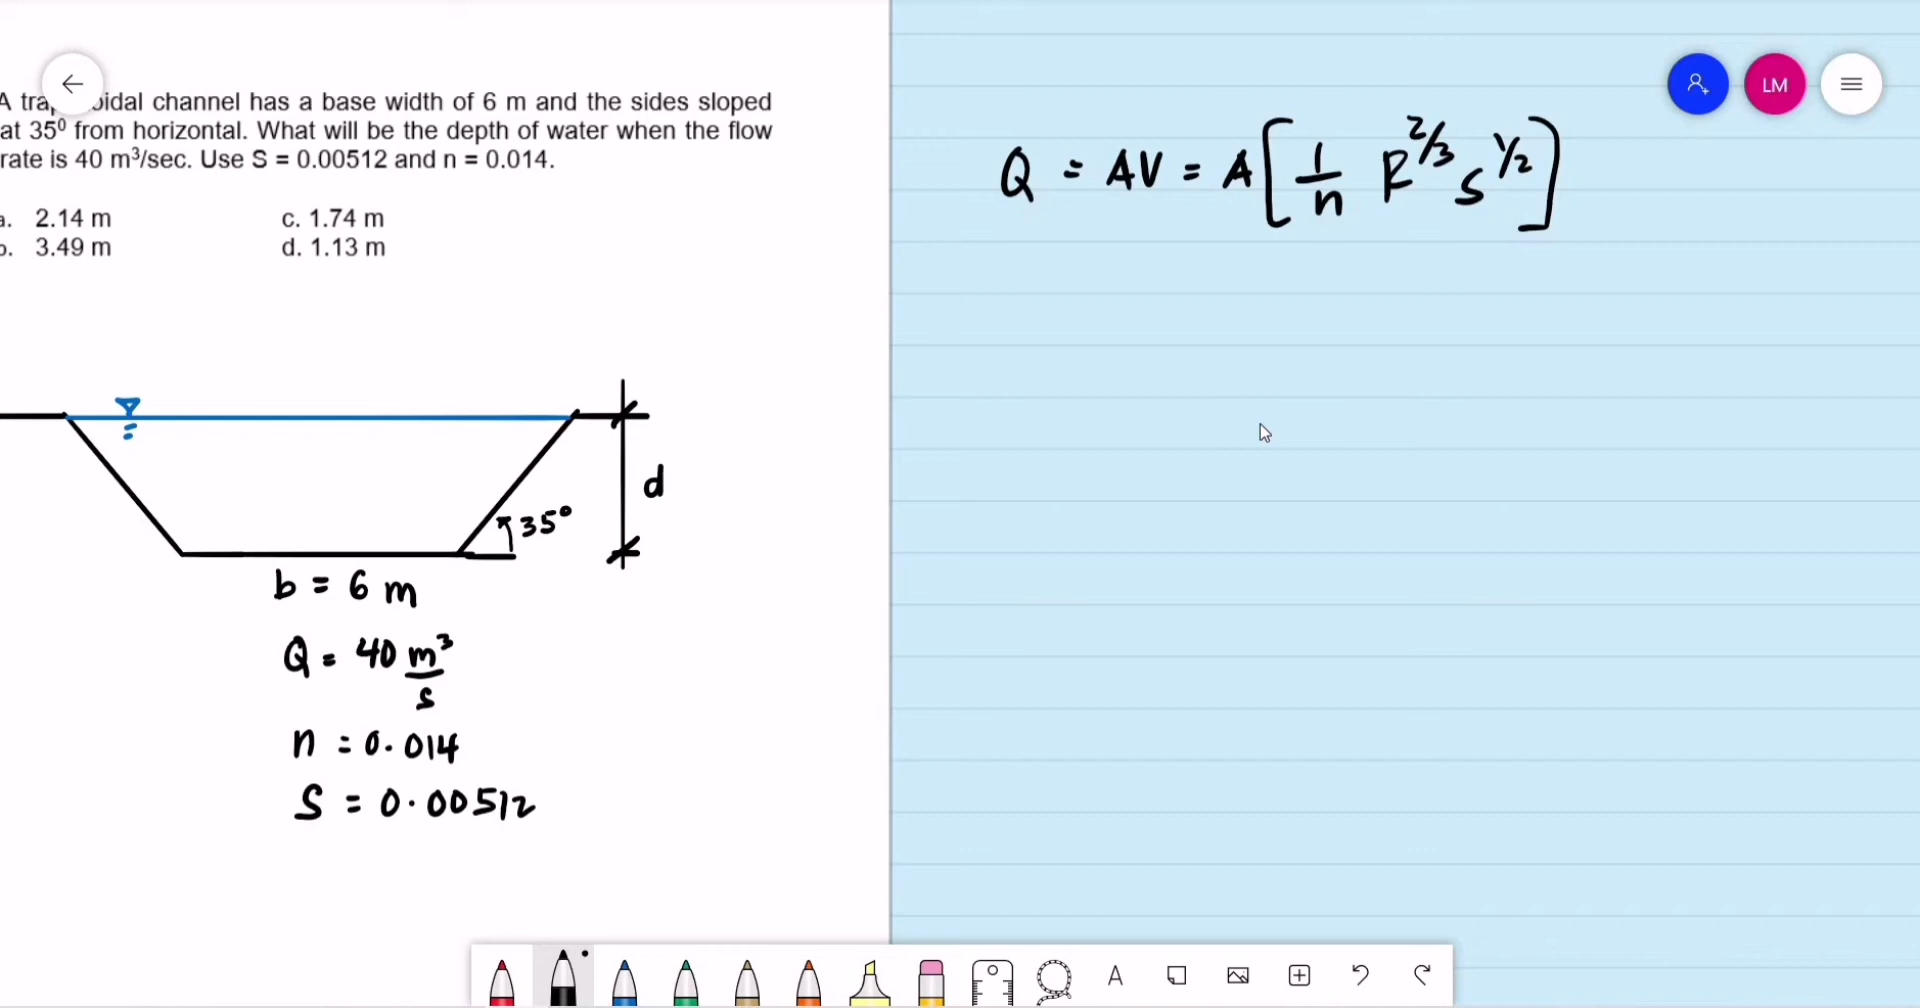 A tra oidal channel has a base width of 6 m and the sides sloped
at 35⁰ from horizontal. What will be the depth of water when the flow
rate is 40 m³/sec. Use S = 0.00512 and n = 0.014.
a. 2.14 m c. 1.74 m
b. 3.49 m d. 1.13 m
d
35°
b = 6 m
Q = 40 m³/s
n = 0.014
S = 0.00512
Q = AV = A[1/n R^2/3 S^1/2]
LM
A